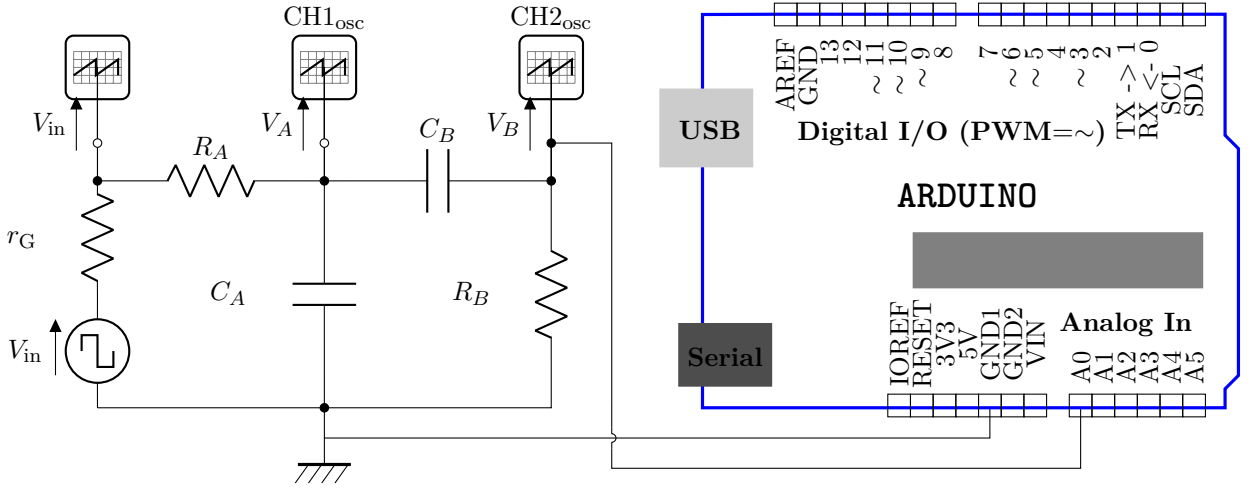 CH1osc
CH2osc
Vin
VA
CB
VB
RA
rG
CA
RB
Vin
AREF
GND
13
12
~ 11
~ 10
~ 9
8
7
~ 6
~ 5
4
~ 3
2
TX -> 1
RX <- 0
SCL
SDA
USB
Digital I/O (PWM=~)
ARDUINO
Serial
IOREF
RESET
3V3
5V
GND1
GND2
VIN
Analog In
A0
A1
A2
A3
A4
A5